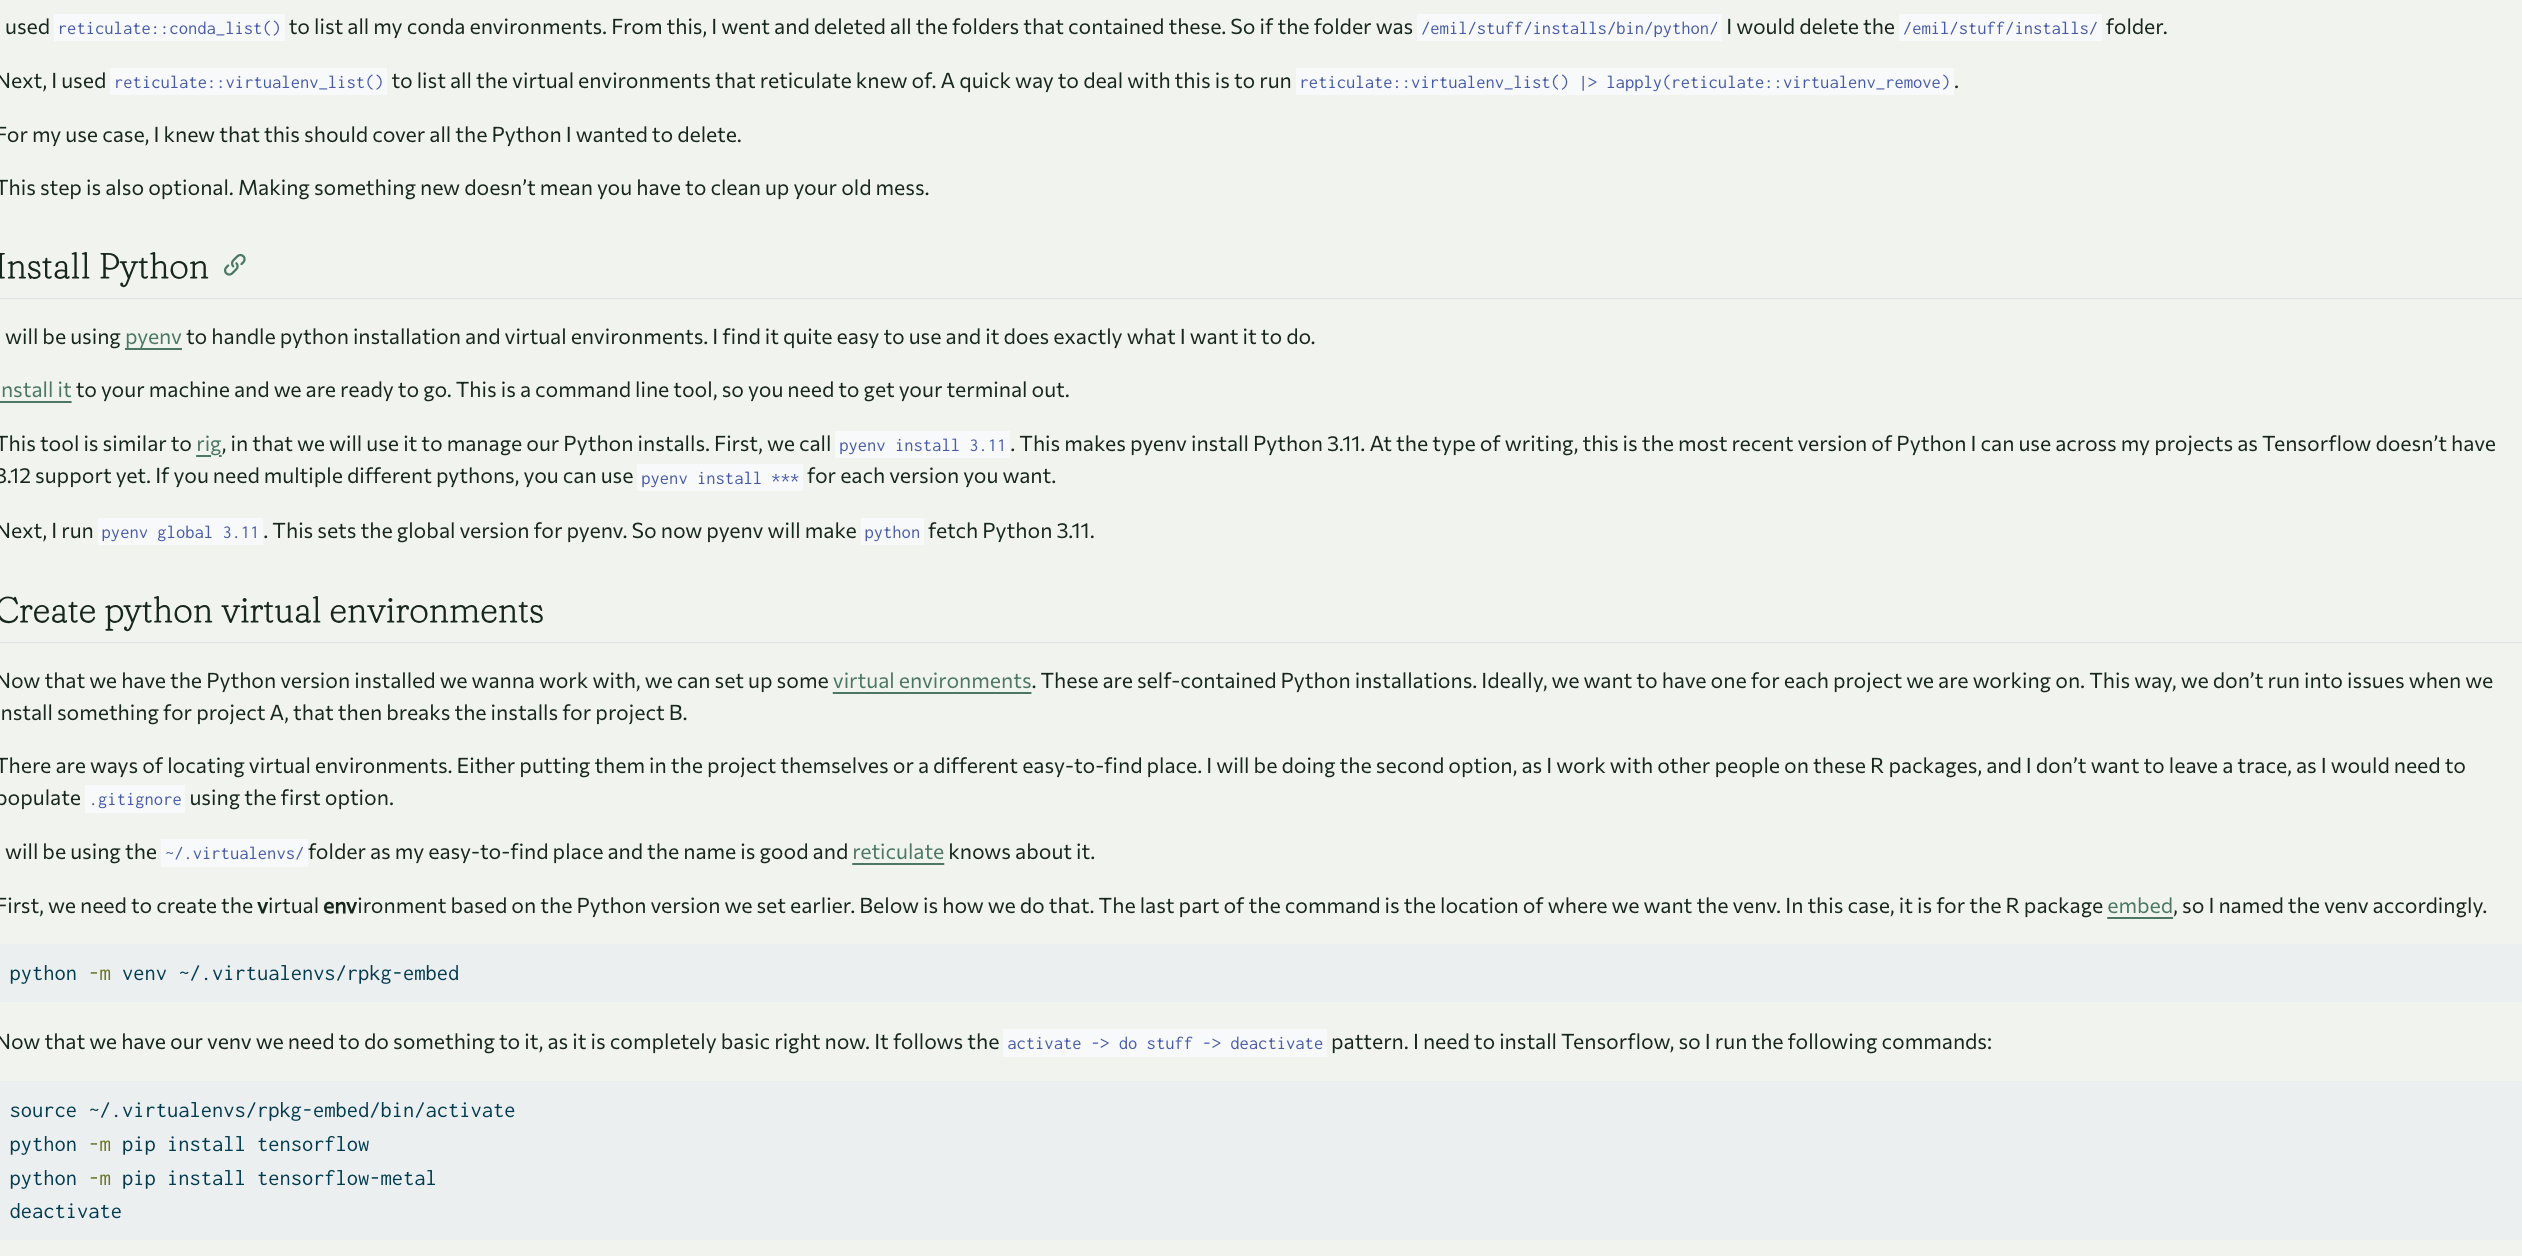 used reticulate::conda_list() to list all my conda environments. From this, I went and deleted all the folders that contained these. So if the folder was /emil/stuff/installs/bin/python/ I would delete the /emil/stuff/installs/ folder.
Next, I used reticulate::virtualenv_list() to list all the virtual environments that reticulate knew of. A quick way to deal with this is to run reticulate::virtualenv_list() |> lapply(reticulate::virtualenv_remove).
For my use case, I knew that this should cover all the Python I wanted to delete.
This step is also optional. Making something new doesn’t mean you have to clean up your old mess.
Install Python
will be using pyenv to handle python installation and virtual environments. I find it quite easy to use and it does exactly what I want it to do.
nstall it to your machine and we are ready to go. This is a command line tool, so you need to get your terminal out.
This tool is similar to rig, in that we will use it to manage our Python installs. First, we call pyenv install 3.11. This makes pyenv install Python 3.11. At the type of writing, this is the most recent version of Python I can use across my projects as Tensorflow doesn’t have
3.12 support yet. If you need multiple different pythons, you can use pyenv install *** for each version you want.
Next, I run pyenv global 3.11. This sets the global version for pyenv. So now pyenv will make python fetch Python 3.11.
Create python virtual environments
Now that we have the Python version installed we wanna work with, we can set up some virtual environments. These are self-contained Python installations. Ideally, we want to have one for each project we are working on. This way, we don’t run into issues when we
nstall something for project A, that then breaks the installs for project B.
There are ways of locating virtual environments. Either putting them in the project themselves or a different easy-to-find place. I will be doing the second option, as I work with other people on these R packages, and I don’t want to leave a trace, as I would need to
populate .gitignore using the first option.
will be using the ~/.virtualenvs/ folder as my easy-to-find place and the name is good and reticulate knows about it.
First, we need to create the virtual environment based on the Python version we set earlier. Below is how we do that. The last part of the command is the location of where we want the venv. In this case, it is for the R package embed, so I named the venv accordingly.
python -m venv ~/.virtualenvs/rpkg-embed
Now that we have our venv we need to do something to it, as it is completely basic right now. It follows the activate -> do stuff -> deactivate pattern. I need to install Tensorflow, so I run the following commands:
source ~/.virtualenvs/rpkg-embed/bin/activate
python -m pip install tensorflow
python -m pip install tensorflow-metal
deactivate